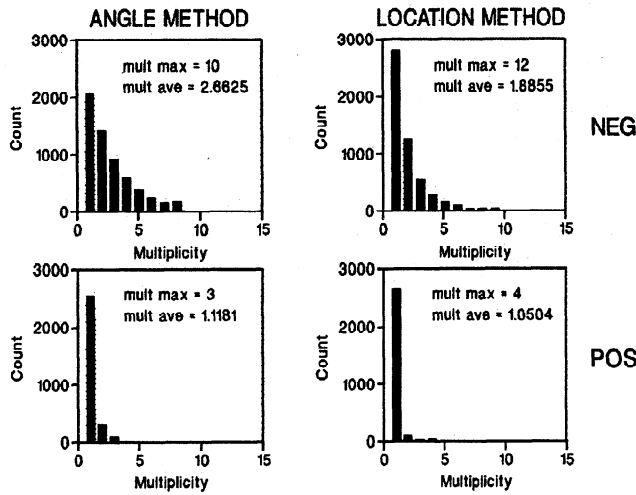 ANGLE METHOD
LOCATION METHOD
3000
2000
1000
0
Count
mult max = 10
mult ave = 2.6625
0 5 10 15
Multiplicity
3000
2000
1000
0
Count
mult max = 12
mult ave = 1.8855
0 5 10 15
Multiplicity
NEG
3000
2000
1000
0
Count
mult max = 3
mult ave = 1.1181
0 5 10 15
Multiplicity
3000
2000
1000
0
Count
mult max = 4
mult ave = 1.0504
0 5 10 15
Multiplicity
POS